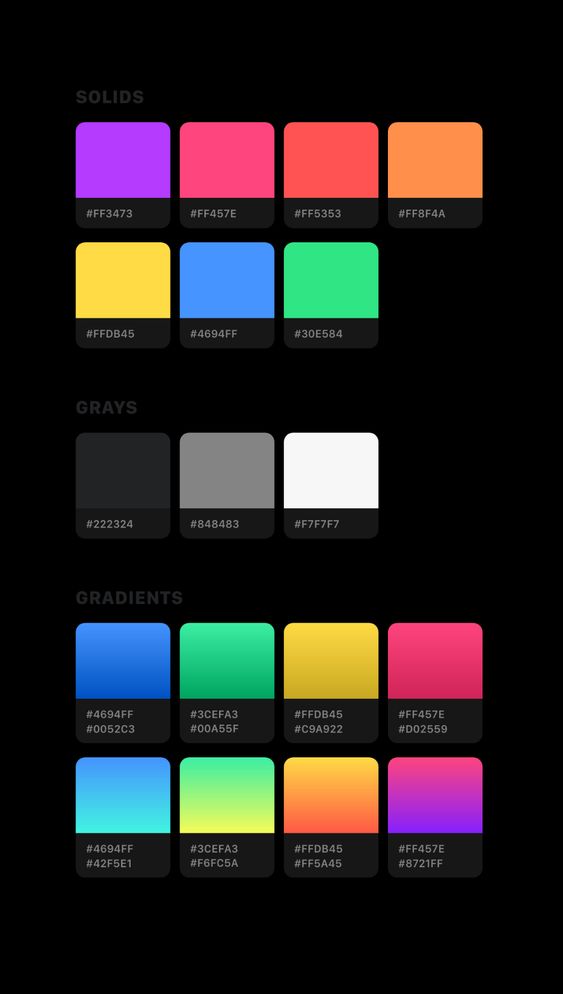 SOLIDS
#FF3473
#FF457E
#FF5353
#FF8F4A
#FFDB45
#4694FF
#30E584
GRAYS
#222324
#848483
#F7F7F7
GRADIENTS
#4694FF
#0052C3
#3CEFA3
#00A55F
#FFDB45
#C9A922
#FF457E
#D02559
#4694FF
#42F5E1
#3CEFA3
#F6FC5A
#FFDB45
#FF5A45
#FF457E
#8721FF